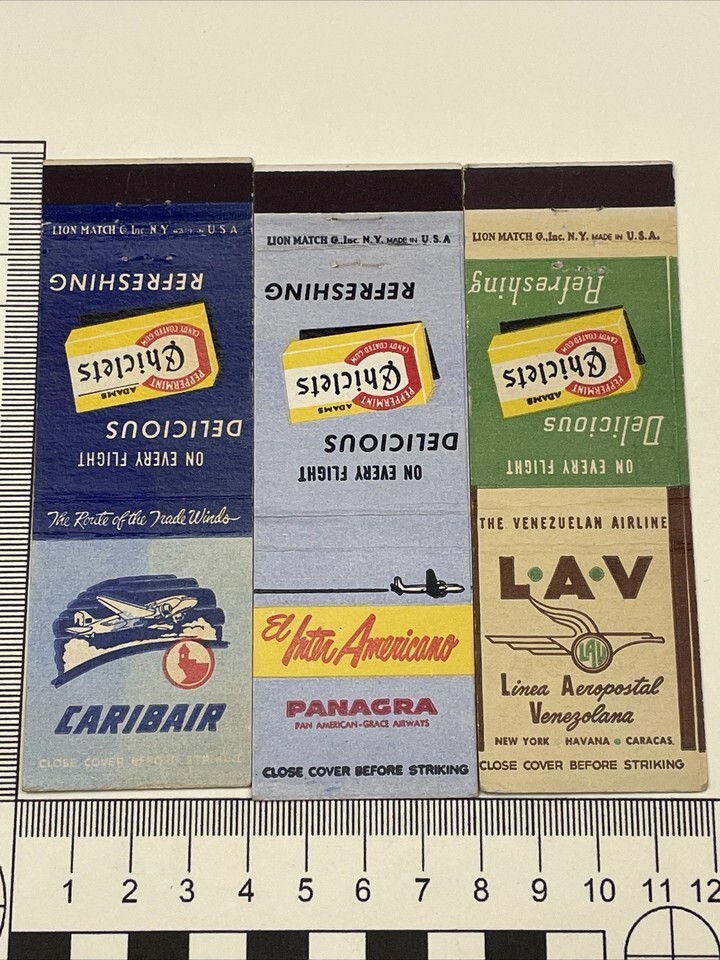 LION MATCH Co., Inc. N.Y. MADE IN U.S.A
REFRESHING
PEPPERMINT
CANDY COATED GUM
Chiclets
ADAMS
DELICIOUS
ON EVERY FLIGHT
The Route of the Trade Winds
CARIBAIR
CLOSE COVER BEFORE STRIKING
LION MATCH Co., Inc. N.Y. MADE IN U.S.A
REFRESHING
PEPPERMINT
CANDY COATED GUM
Chiclets
ADAMS
DELICIOUS
ON EVERY FLIGHT
El Inter Americano
PANAGRA
PAN AMERICAN-GRACE AIRWAYS
CLOSE COVER BEFORE STRIKING
LION MATCH Co., Inc. N.Y. MADE IN U.S.A.
Refreshing
PEPPERMINT
CANDY COATED GUM
Chiclets
ADAMS
Delicious
ON EVERY FLIGHT
THE VENEZUELAN AIRLINE
L•A•V
LAV
Linea Aeropostal
Venezolana
NEW YORK HAVANA CARACAS
CLOSE COVER BEFORE STRIKING
1 2 3 4 5 6 7 8 9 10 11 12